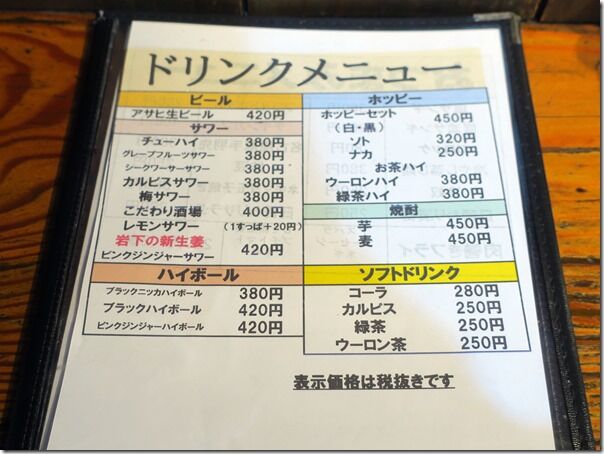 ドリンクメニュー
ビール
アサヒ生ビール 420円
サワー
チューハイ 380円
グレープフルーツサワー 380円
シークワーサーサワー 380円
カルピスサワー 380円
梅サワー 380円
こだわり酒場 400円
レモンサワー (1すっぱ+20円)
岩下の新生姜
ピンクジンジャーサワー 420円
ハイボール
ブラックニッカハイボール 380円
ブラックハイボール 420円
ピンクジンジャーハイボール 420円
ホッピー
ホッピーセット 450円
(白・黒)
ソト 320円
ナカ 250円
お茶ハイ
ウーロンハイ 380円
緑茶ハイ 380円
焼酎
芋 450円
麦 450円
ソフトドリンク
コーラ 280円
カルピス 250円
緑茶 250円
ウーロン茶 250円
表示価格は税抜きです